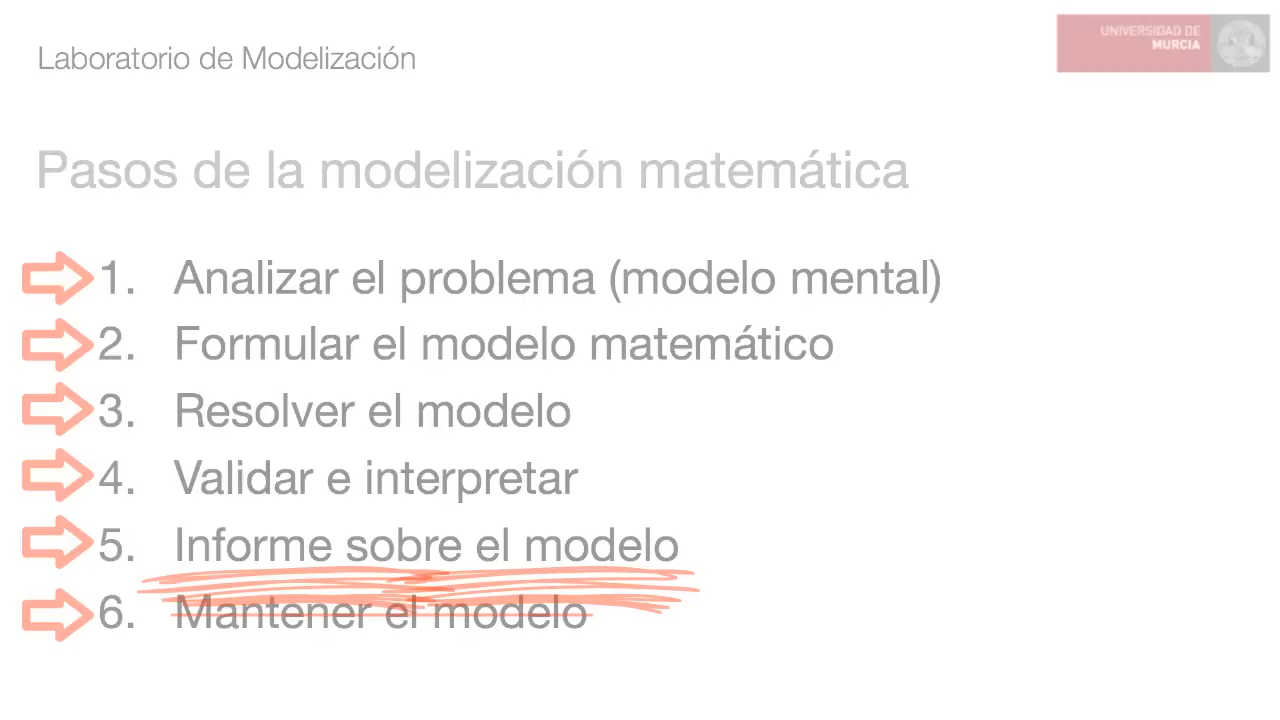 Laboratorio de Modelización
UNIVERSIDAD DE
MURCIA
Pasos de la modelización matemática
1. Analizar el problema (modelo mental)
2. Formular el modelo matemático
3. Resolver el modelo
4. Validar e interpretar
5. Informe sobre el modelo
6. Mantener el modelo